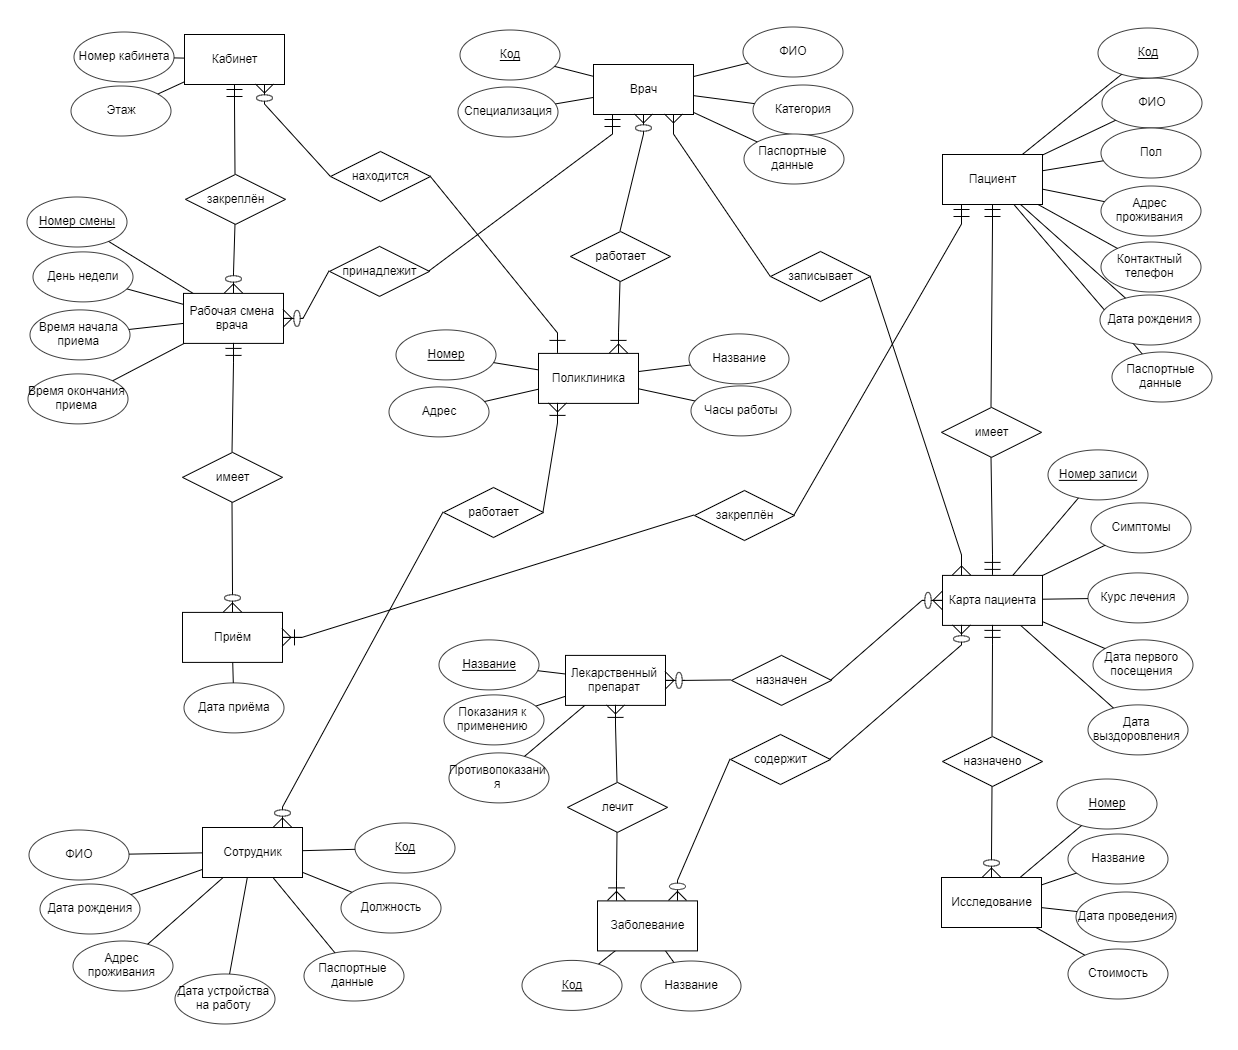 Номер кабинета
Кабинет
Этаж
Код
ФИО
Врач
Специализация
Категория
Паспортные
данные
Код
ФИО
Пол
Пациент
Адрес
проживания
Контактный
телефон
Дата рождения
Паспортные
данные
закреплён
находится
принадлежит
работает
записывает
Номер смены
День недели
Рабочая смена
врача
Время начала
приема
Время окончания
приема
Номер
Название
Поликлиника
Адрес
Часы работы
имеет
работает
закреплён
имеет
Номер записи
Симптомы
Карта пациента
Курс лечения
Дата первого
посещения
Дата
выздоровления
Приём
Дата приёма
Название
Лекарственный
препарат
Показания к
применению
Противопоказани
я
назначен
содержит
назначено
лечит
Номер
Название
Исследование
Дата проведения
Стоимость
ФИО
Сотрудник
Код
Дата рождения
Должность
Адрес
проживания
Дата устройства
на работу
Паспортные
данные
Заболевание
Код
Название